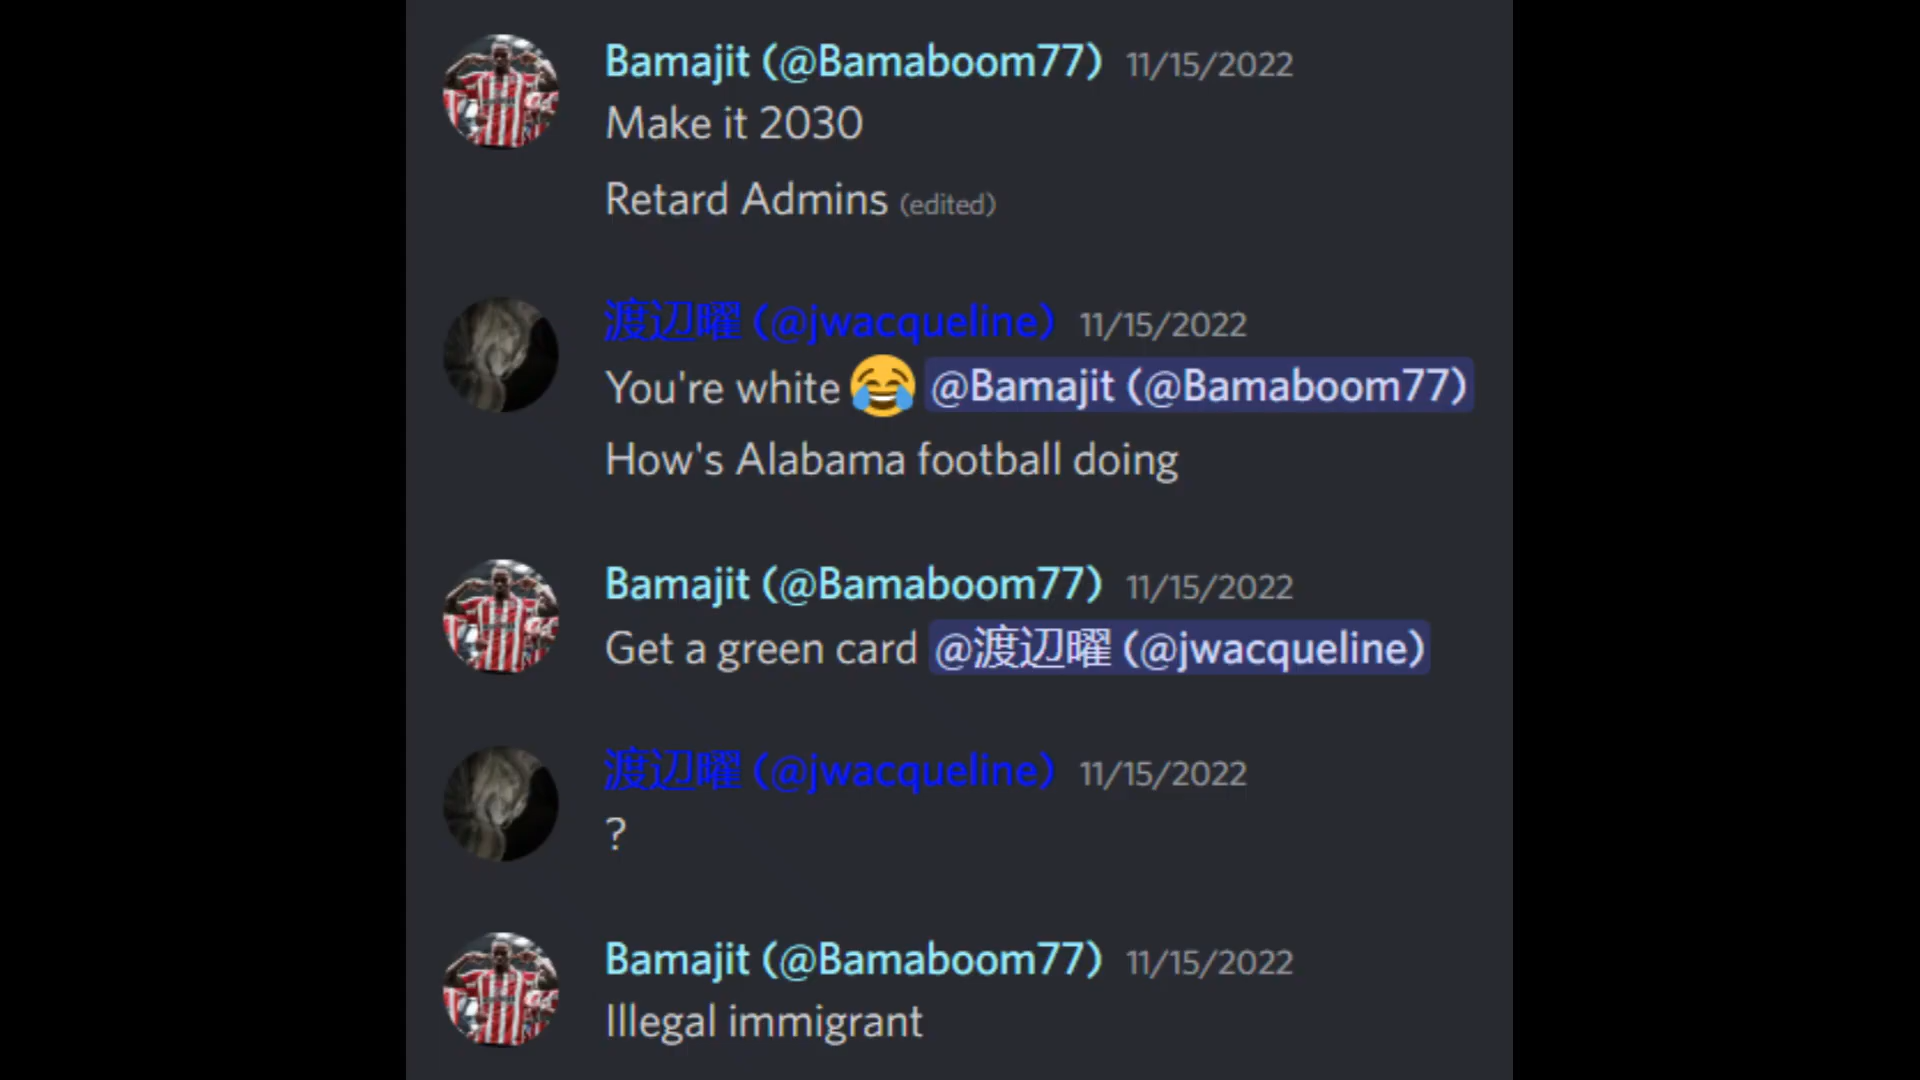 Bamajit (@Bamaboom77) 11/15/2022
Make it 2030
Retard Admins (edited)
渡辺曜 (@jwacqueline) 11/15/2022
You're white 😂 @Bamajit (@Bamaboom77)
How's Alabama football doing
Bamajit (@Bamaboom77) 11/15/2022
Get a green card @渡辺曜 (@jwacqueline)
渡辺曜 (@jwacqueline) 11/15/2022
?
Bamajit (@Bamaboom77) 11/15/2022
Illegal immigrant